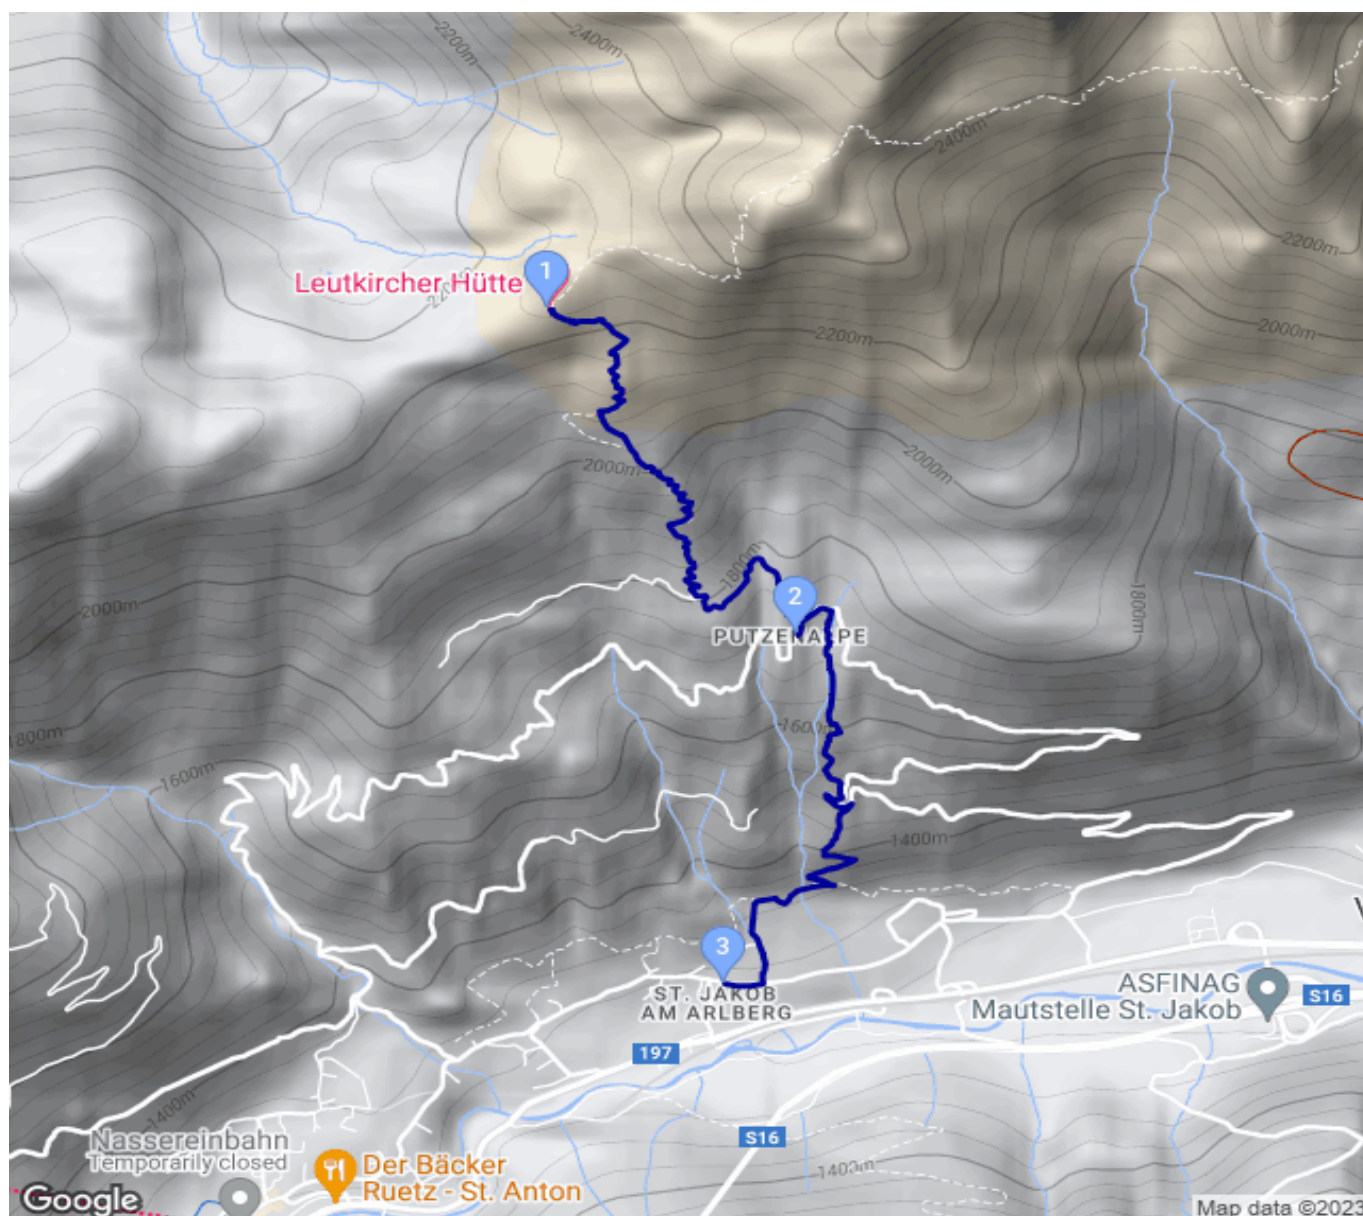 2200m
2400m
2400m
2200m
1
Leutkircher Hütte
2000m
2200m
2000m
2000m
1800m
2
PUTZENALPE
1800m
2000m
1600m
1800m
1600m
1400m
3
ST. JAKOB
AM ARLBERG
ASFINAG
Mautstelle St. Jakob
S16
197
1400m
Nassereinbahn
Temporarily closed
S16
Der Bäcker
Ruetz - St. Anton
1400m
Google
Map data ©2023